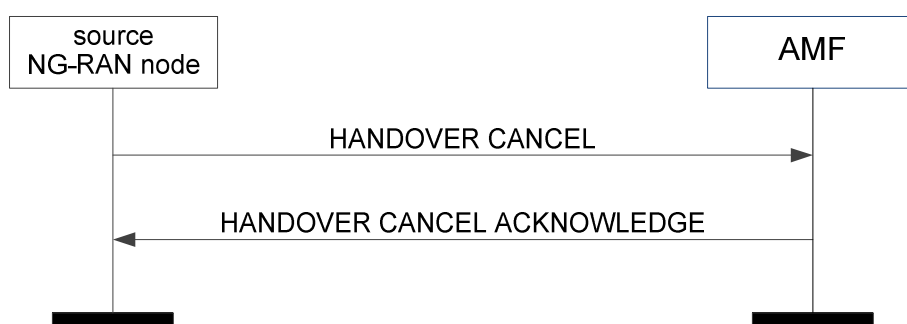 source
NG-RAN node
AMF
HANDOVER CANCEL
HANDOVER CANCEL ACKNOWLEDGE